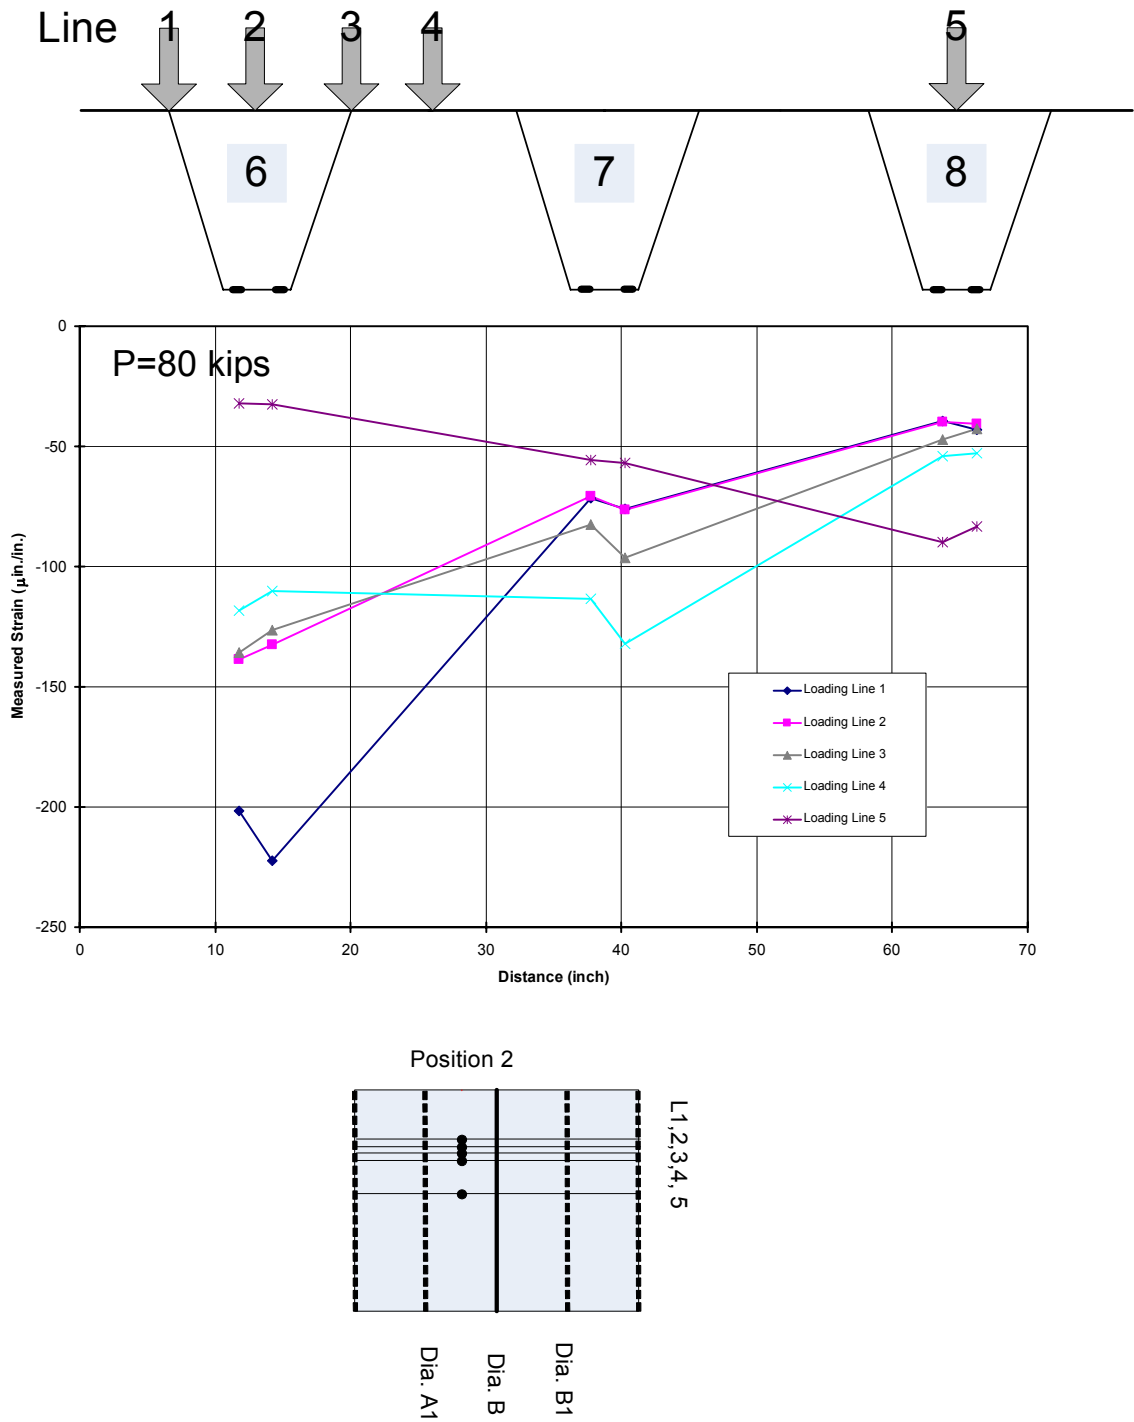 Line 1 2 3 4 5
6 7 8
P=80 kips
0
-50
-100
-150
-200
-250
Measured Strain (μin./in.)
Loading Line 1
Loading Line 2
Loading Line 3
Loading Line 4
Loading Line 5
0 10 20 30 40 50 60 70
Distance (inch)
Position 2
L1,2,3,4, 5
Dia. A1
Dia. B
Dia. B1